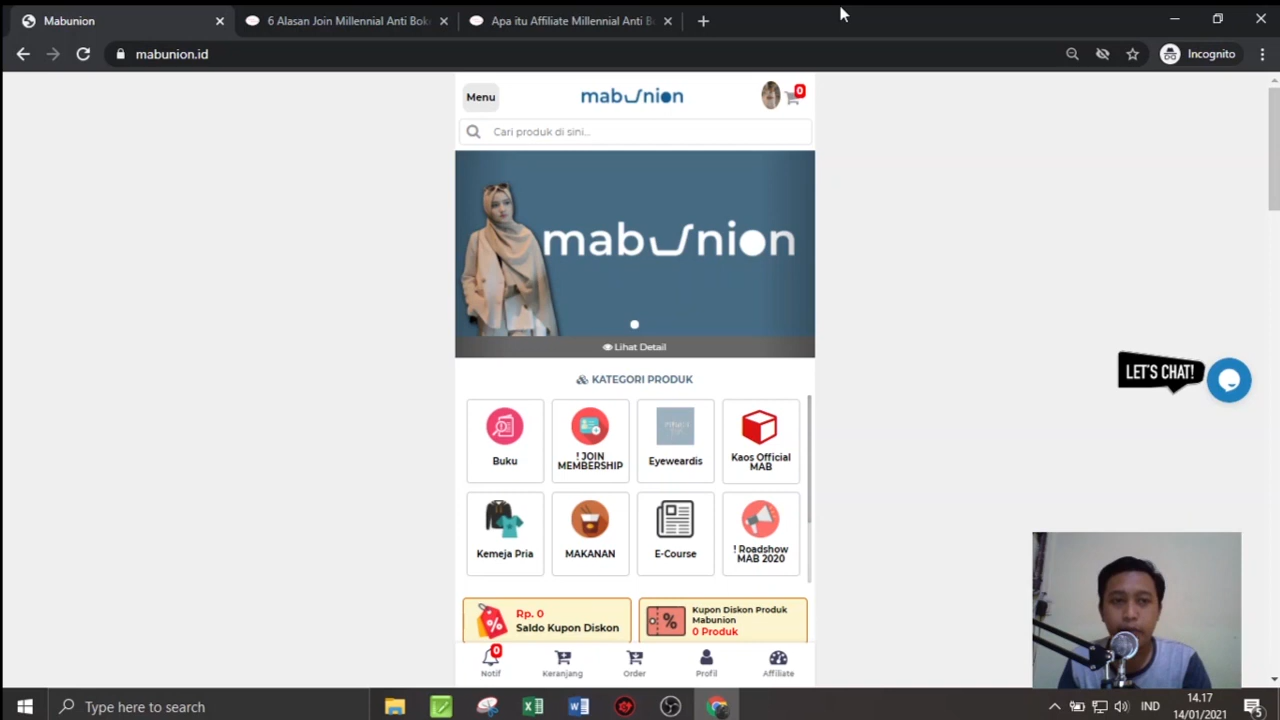 Mabunion
6 Alasan Join Millennial Anti Bok
Apa itu Affiliate Millennial Anti B
mabunion.id
Incognito
Menu
mabunion
0
Cari produk di sini...
mabunion
Lihat Detail
LET'S CHAT!
KATEGORI PRODUK
Buku
! JOIN
MEMBERSHIP
Eyeweardis
Kaos Official
MAB
Kemeja Pria
MAKANAN
E-Course
! Roadshow
MAB 2020
Rp. 0
Saldo Kupon Diskon
Kupon Diskon Produk
Mabunion
0 Produk
0
Notif
Keranjang
Order
Profil
Affiliate
Type here to search
IND
14.17
14/01/2021
5